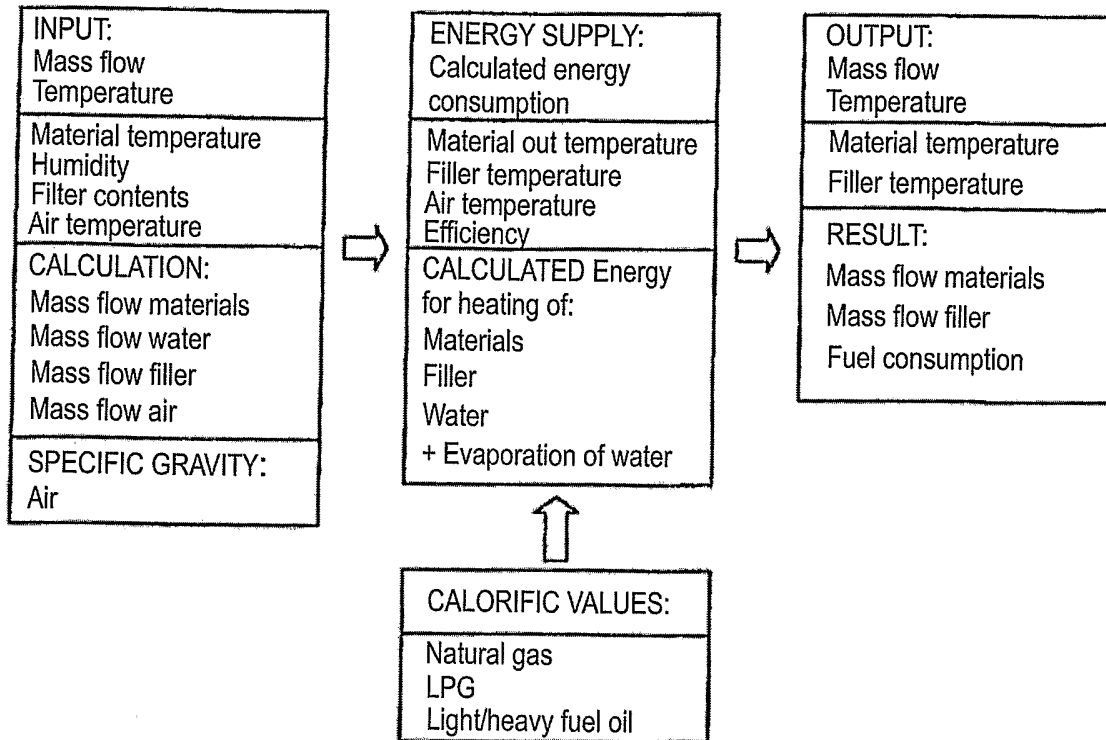 INPUT:
Mass flow
Temperature
Material temperature
Humidity
Filter contents
Air temperature
CALCULATION:
Mass flow materials
Mass flow water
Mass flow filler
Mass flow air
SPECIFIC GRAVITY:
Air
ENERGY SUPPLY:
Calculated energy
consumption
Material out temperature
Filler temperature
Air temperature
Efficiency
CALCULATED Energy
for heating of:
Materials
Filler
Water
+ Evaporation of water
OUTPUT:
Mass flow
Temperature
Material temperature
Filler temperature
RESULT:
Mass flow materials
Mass flow filler
Fuel consumption
CALORIFIC VALUES:
Natural gas
LPG
Light/heavy fuel oil